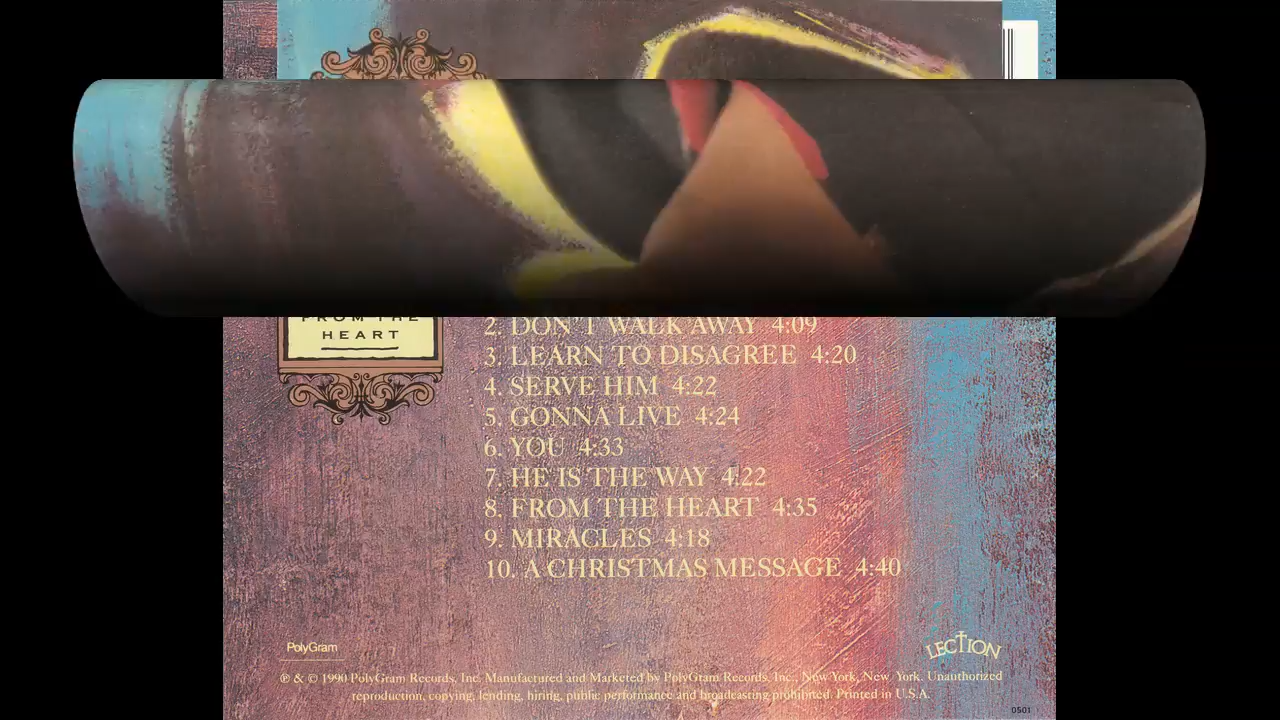 FROM THE
HEART
2. DON'T WALK AWAY 4:09
3. LEARN TO DISAGREE 4:20
4. SERVE HIM 4:22
5. GONNA LIVE 4:24
6. YOU 4:33
7. HE IS THE WAY 4:22
8. FROM THE HEART 4:35
9. MIRACLES 4:18
10. A CHRISTMAS MESSAGE 4:40
PolyGram
LECTION
℗ & © 1990 PolyGram Records, Inc. Manufactured and Marketed by PolyGram Records, Inc., New York, New York. Unauthorized
reproduction, copying, lending, hiring, public performance and broadcasting prohibited. Printed in U.S.A.
0501